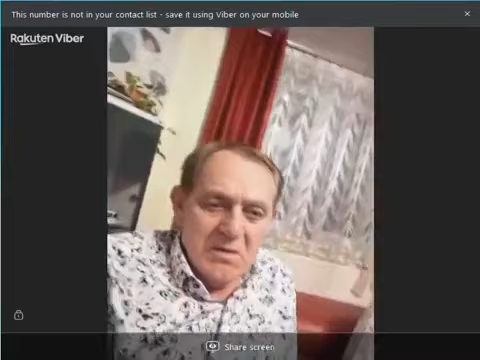 This number is not in your contact list - save it using Viber on your mobile
Rakuten Viber
Share screen